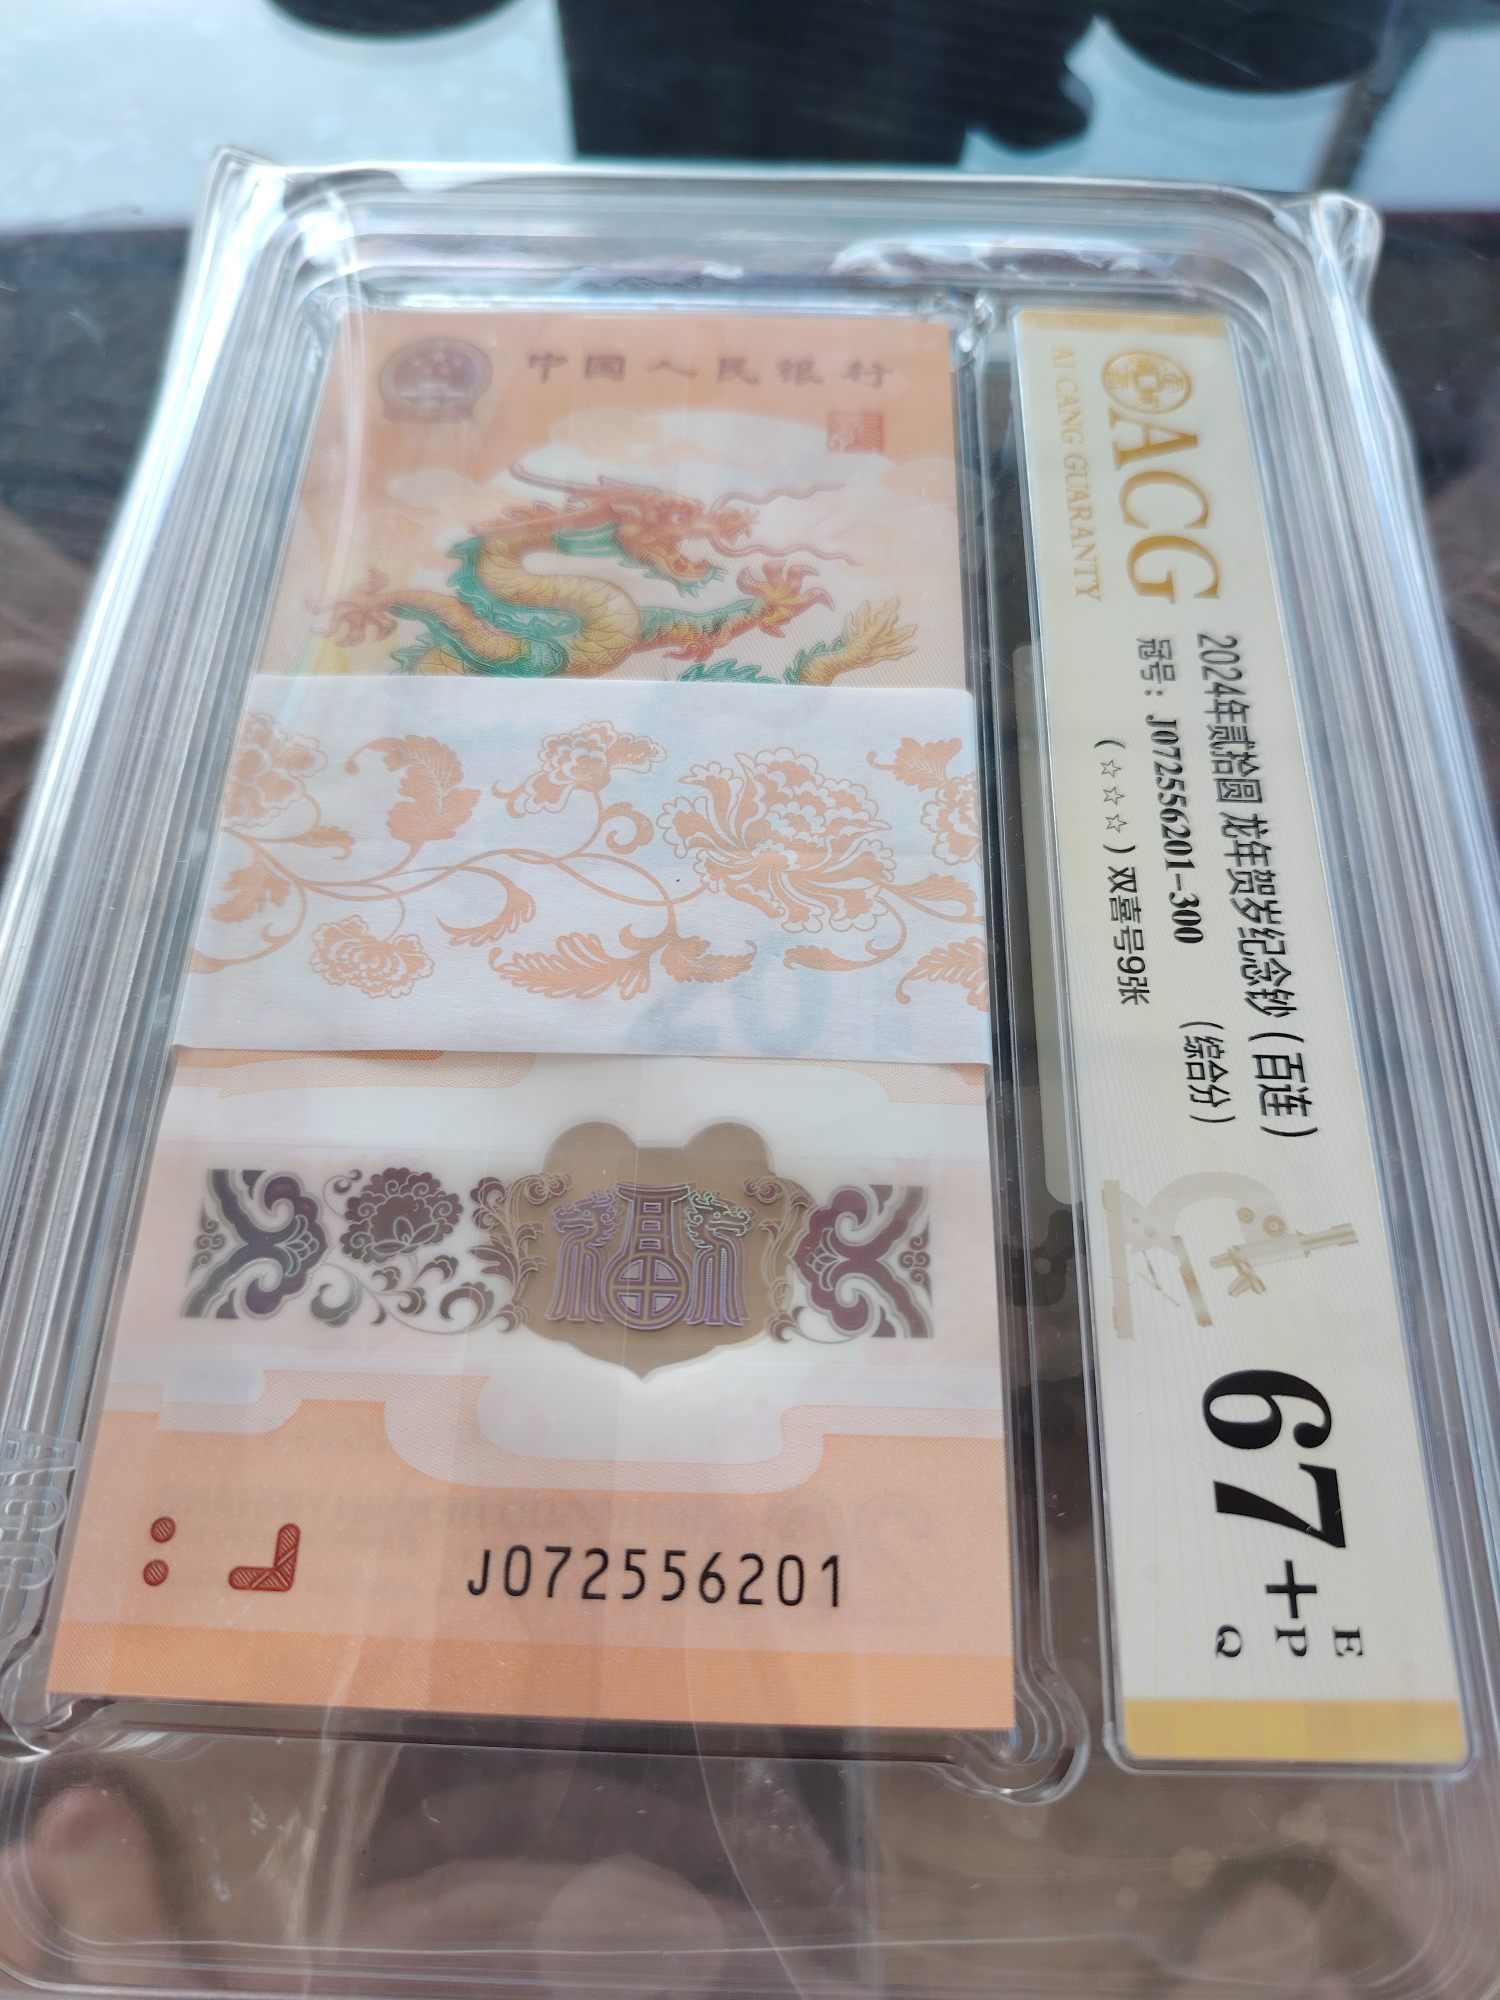 中国人民银行
J072556201
ACG
AI CANG GUARANTY
2024年贰拾圆 龙年贺岁纪念钞（百连）
冠号：J072556201-300 （综合分）
（☆☆☆）双喜号9张
67+
E
P
Q
20